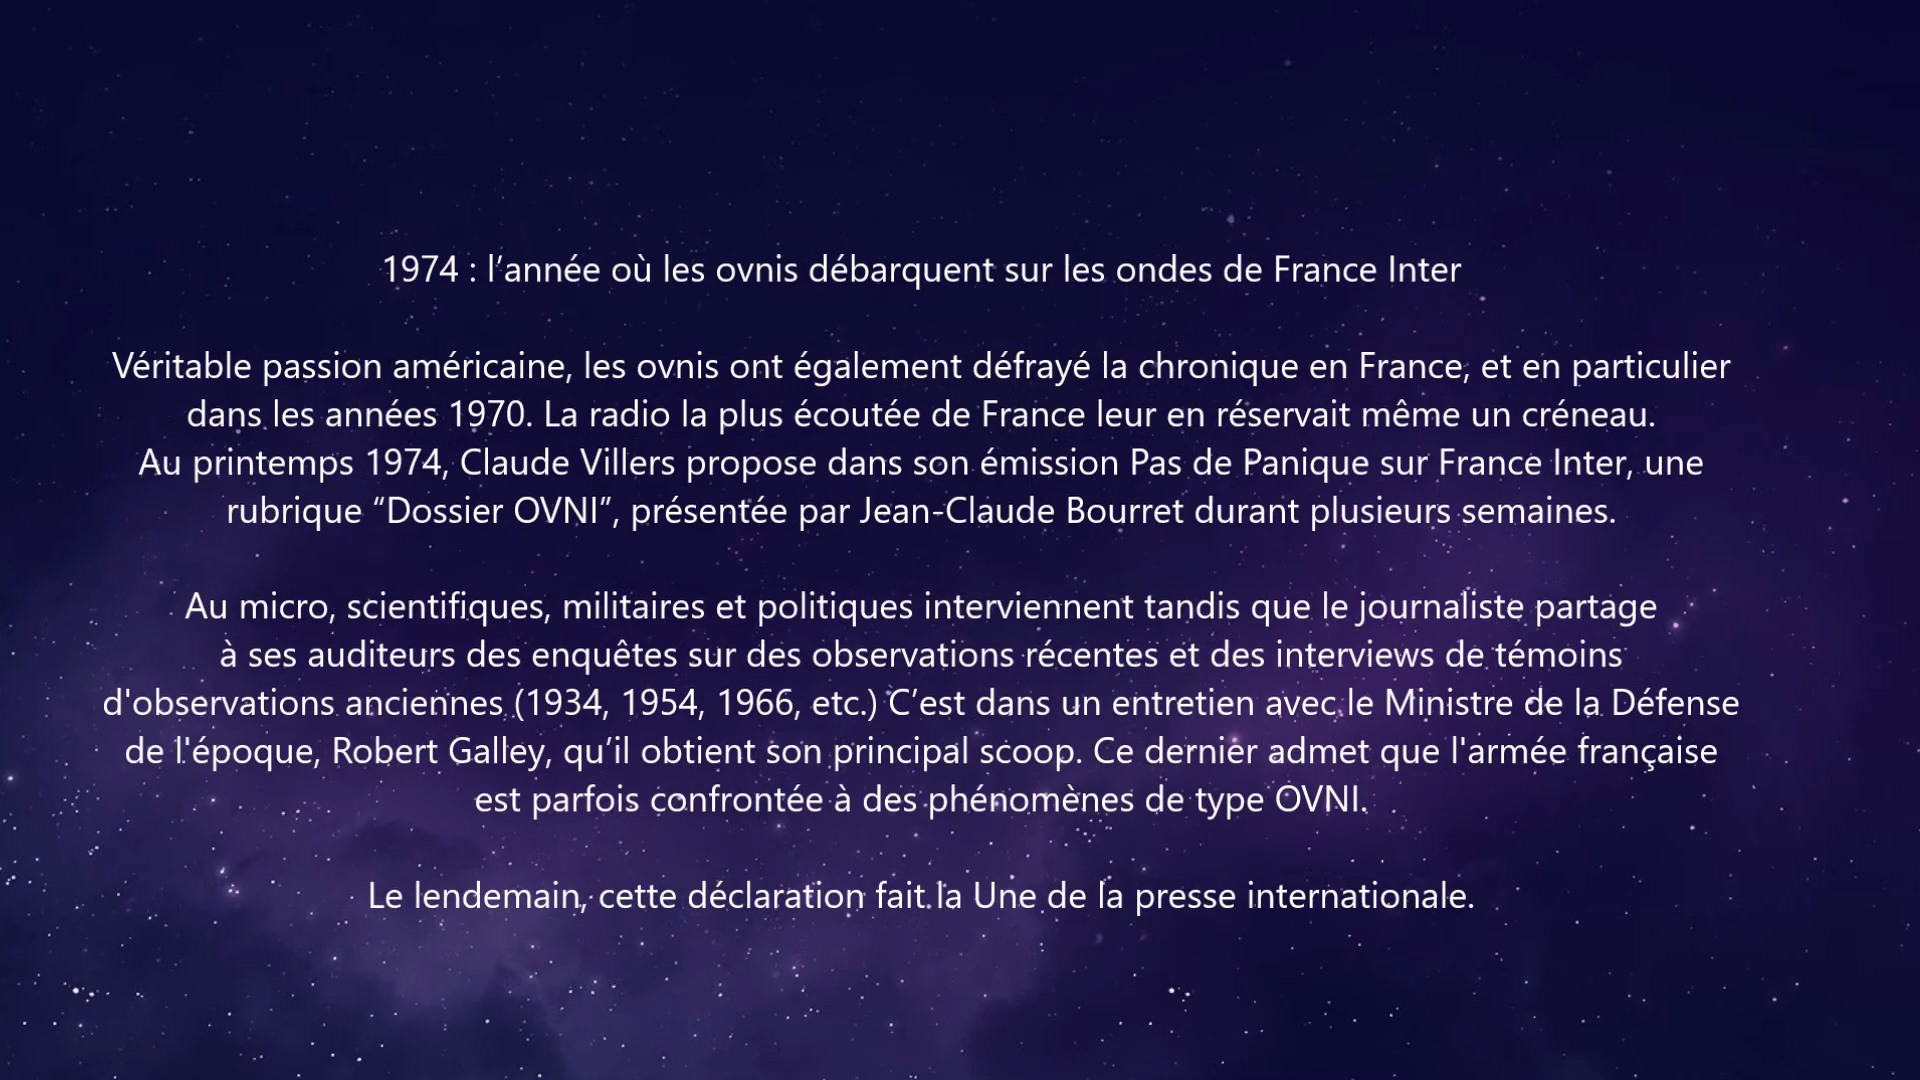 1974 : l’année où les ovnis débarquent sur les ondes de France Inter
Véritable passion américaine, les ovnis ont également défrayé la chronique en France, et en particulier
dans les années 1970. La radio la plus écoutée de France leur en réservait même un créneau.
Au printemps 1974, Claude Villers propose dans son émission Pas de Panique sur France Inter, une
rubrique “Dossier OVNI”, présentée par Jean-Claude Bourret durant plusieurs semaines.
Au micro, scientifiques, militaires et politiques interviennent tandis que le journaliste partage
à ses auditeurs des enquêtes sur des observations récentes et des interviews de témoins
d'observations anciennes (1934, 1954, 1966, etc.) C’est dans un entretien avec le Ministre de la Défense
de l'époque, Robert Galley, qu’il obtient son principal scoop. Ce dernier admet que l'armée française
est parfois confrontée à des phénomènes de type OVNI.
Le lendemain, cette déclaration fait la Une de la presse internationale.